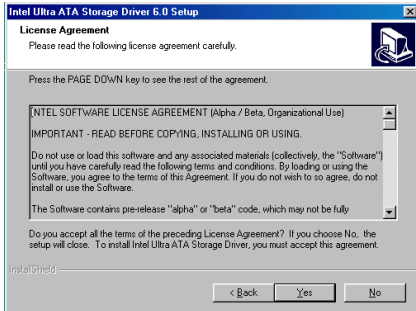 Intel Ultra ATA Storage Driver 6.0 Setup
License Agreement
Please read the following license agreement carefully.
Press the PAGE DOWN key to see the rest of the agreement.
INTEL SOFTWARE LICENSE AGREEMENT (Alpha / Beta, Organizational Use)
IMPORTANT - READ BEFORE COPYING, INSTALLING OR USING.
Do not use or load this software and any associated materials (collectively, the "Software")
until you have carefully read the following terms and conditions. By loading or using the
Software, you agree to the terms of this Agreement. If you do not wish to so agree, do not
install or use the Software.
The Software contains pre-release "alpha" or "beta" code, which may not be fully
Do you accept all the terms of the preceding License Agreement? If you choose No, the
setup will close. To install Intel Ultra ATA Storage Driver, you must accept this agreement.
InstallShield
< Back Yes No